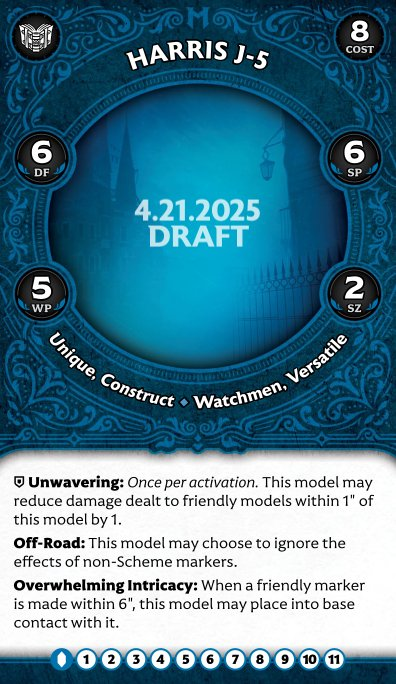 HARRIS J-5
8
COST
6
DF
6
SP
4.21.2025
DRAFT
5
WP
2
SZ
Unique, Construct ◆ Watchmen, Versatile
Unwavering: Once per activation. This model may
reduce damage dealt to friendly models within 1" of
this model by 1.
Off-Road: This model may choose to ignore the
effects of non-Scheme markers.
Overwhelming Intricacy: When a friendly marker
is made within 6", this model may place into base
contact with it.
1 2 3 4 5 6 7 8 9 10 11